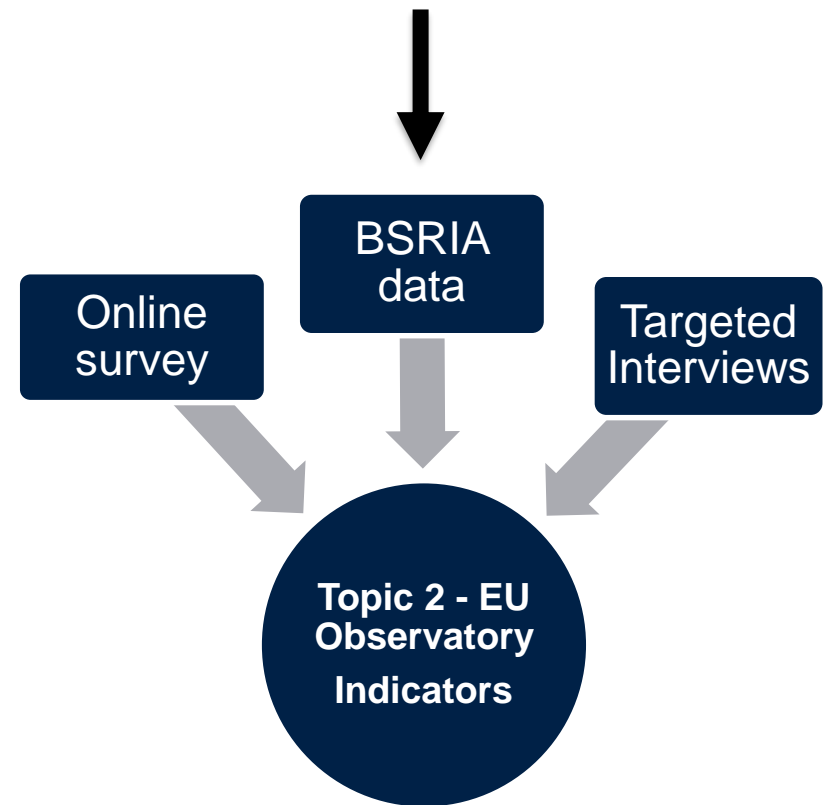 BSRIA
data
Online
survey
Targeted
Interviews
Topic 2 - EU
Observatory
Indicators